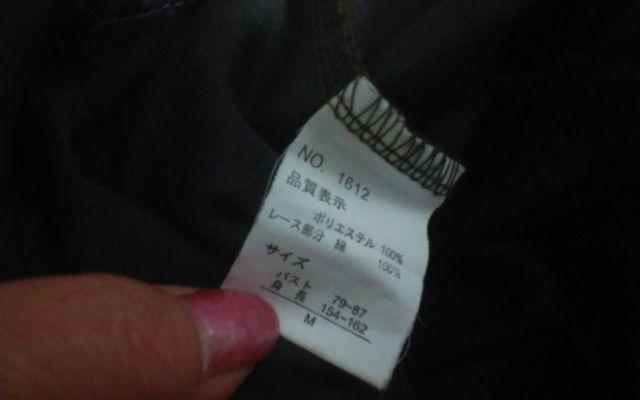 NO. 1612
品質表示
ポリエステル 100%
レース部分 綿 100%
サイズ
バスト 79~87
身長 154~162
M